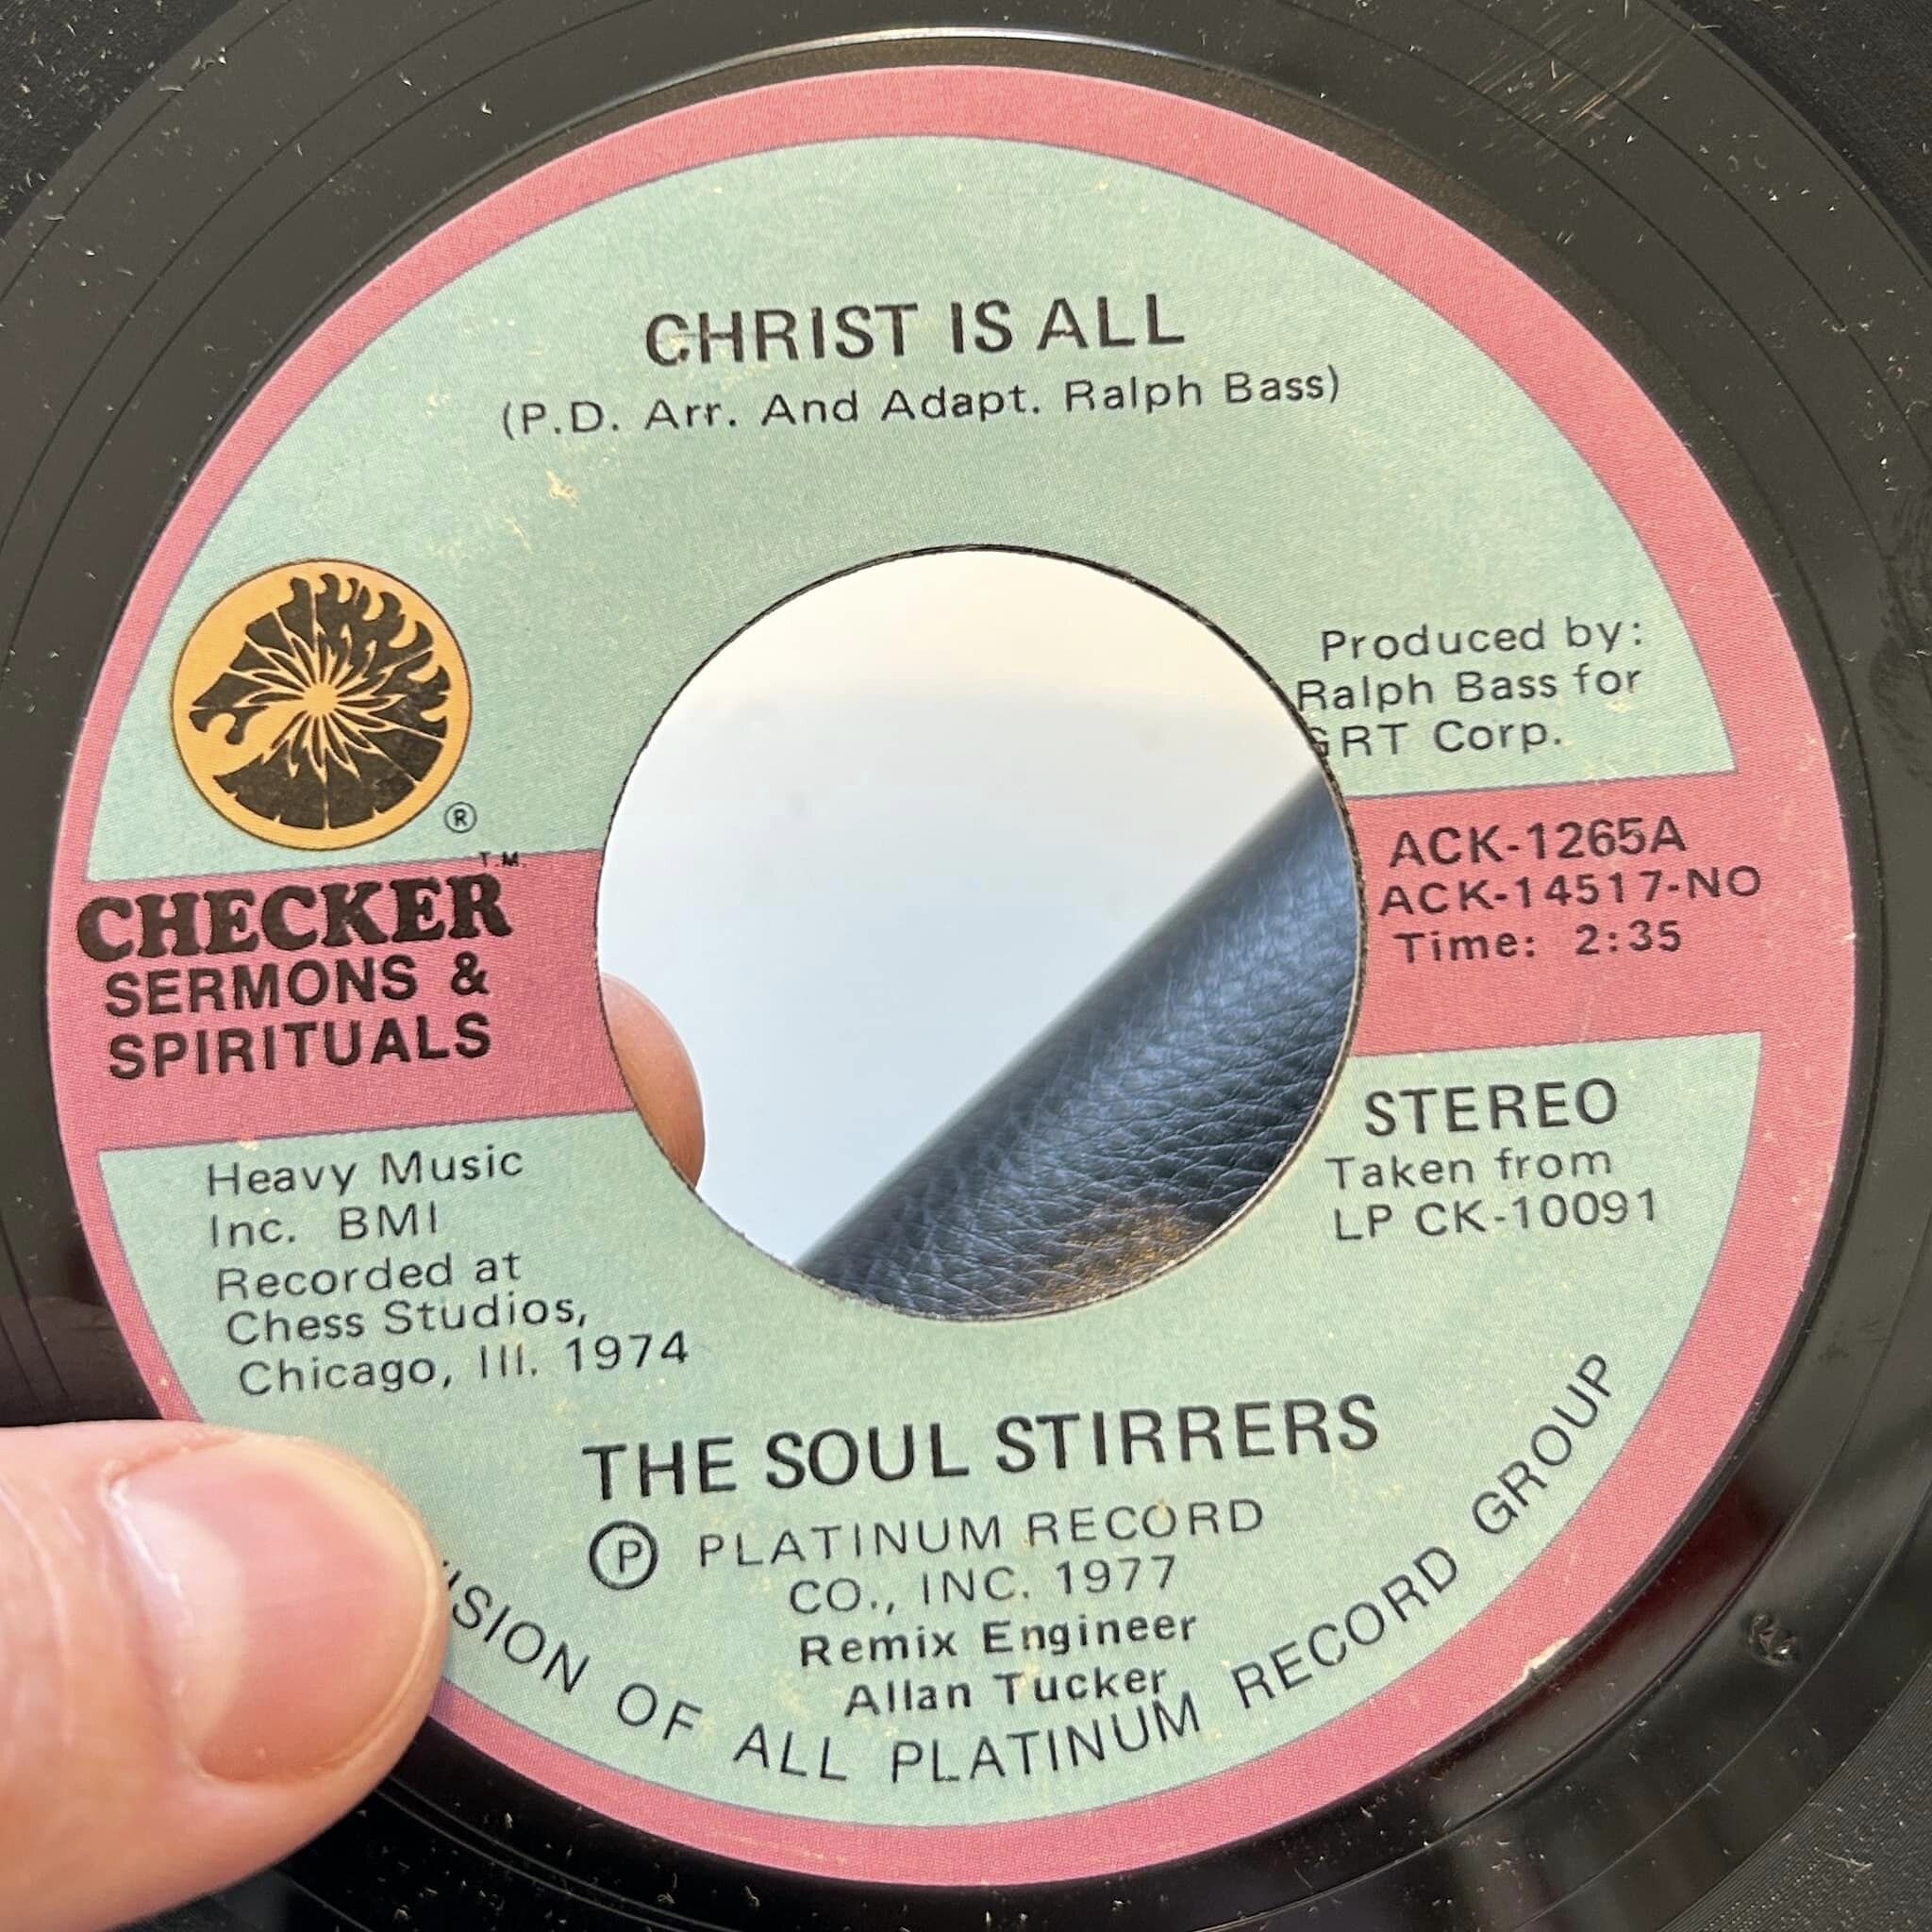 CHRIST IS ALL
(P.D. Arr. And Adapt. Ralph Bass)
Produced by:
Ralph Bass for
GRT Corp.
®
TM
CHECKER
SERMONS &
SPIRITUALS
ACK-1265A
ACK-14517-NO
Time: 2:35
STEREO
Taken from
LP CK-10091
Heavy Music
Inc. BMI
Recorded at
Chess Studios,
Chicago, Ill. 1974
THE SOUL STIRRERS
Ⓟ PLATINUM RECORD
CO., INC. 1977
Remix Engineer
Allan Tucker
OF ALL PLATINUM RECORD GROUP